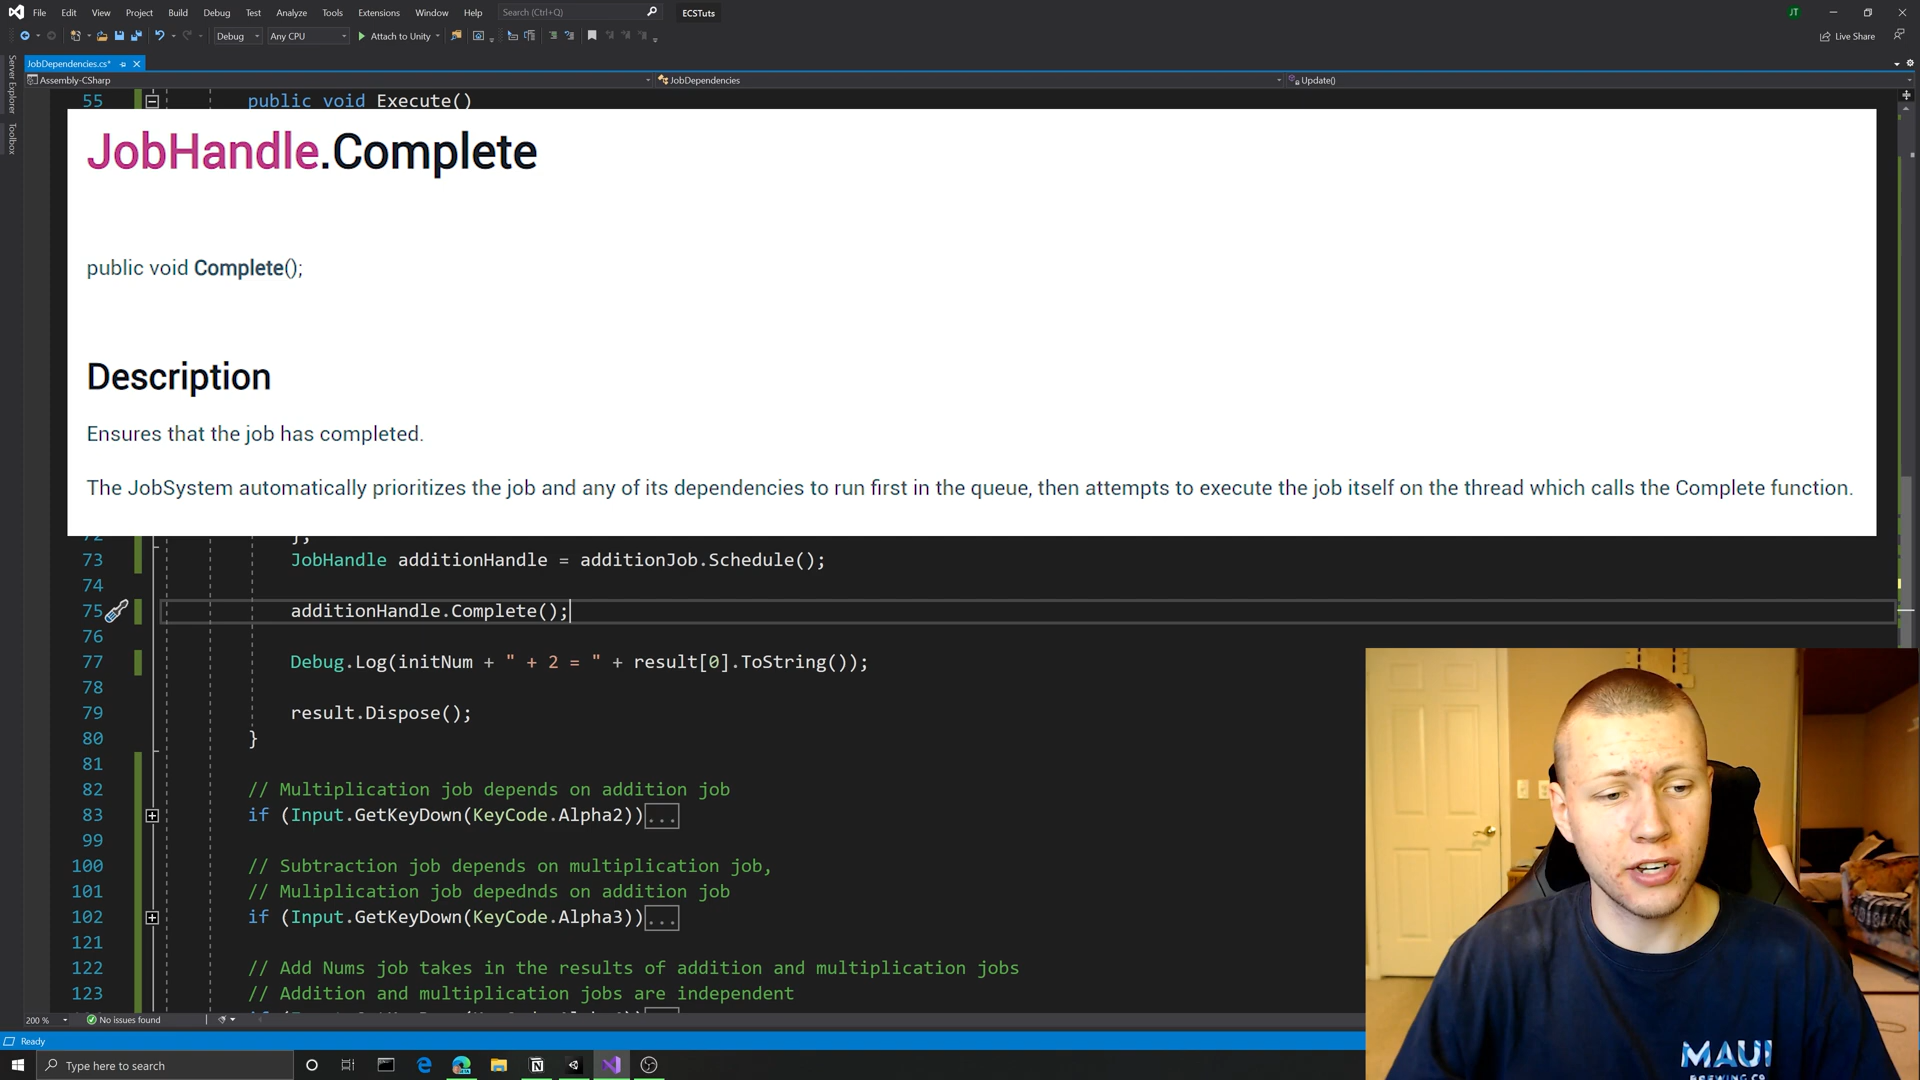 File Edit View Project Build Debug Test Analyze Tools Extensions Window Help Search (Ctrl+Q) ECSTuts JT
Debug Any CPU Attach to Unity Live Share
JobDependencies.cs*
Assembly-CSharp JobDependencies Update()
Server Explorer
Toolbox
55 public void Execute()
JobHandle.Complete
public void Complete();
Description
Ensures that the job has completed.
The JobSystem automatically prioritizes the job and any of its dependencies to run first in the queue, then attempts to execute the job itself on the thread which calls the Complete function.
72 };
73 JobHandle additionHandle = additionJob.Schedule();
74
75 additionHandle.Complete();
76
77 Debug.Log(initNum + " + 2 = " + result[0].ToString());
78
79 result.Dispose();
80 }
81
82 // Multiplication job depends on addition job
83 if (Input.GetKeyDown(KeyCode.Alpha2))...
99
100 // Subtraction job depends on multiplication job,
101 // Muliplication job depednds on addition job
102 if (Input.GetKeyDown(KeyCode.Alpha3))...
121
122 // Add Nums job takes in the results of addition and multiplication jobs
123 // Addition and multiplication jobs are independent
200 % No issues found
Ready
Type here to search
MAUI
BREWING CO